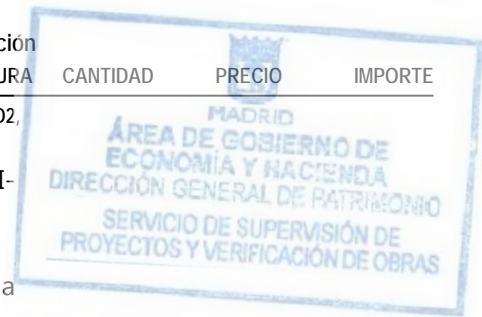 ción
URA CANTIDAD PRECIO IMPORTE
02,
MADRID
ÁREA DE GOBIERNO DE
ECONOMÍA Y HACIENDA
I-
DIRECCIÓN GENERAL DE PATRIMONIO
SERVICIO DE SUPERVISIÓN DE
PROYECTOS Y VERIFICACIÓN DE OBRAS
a